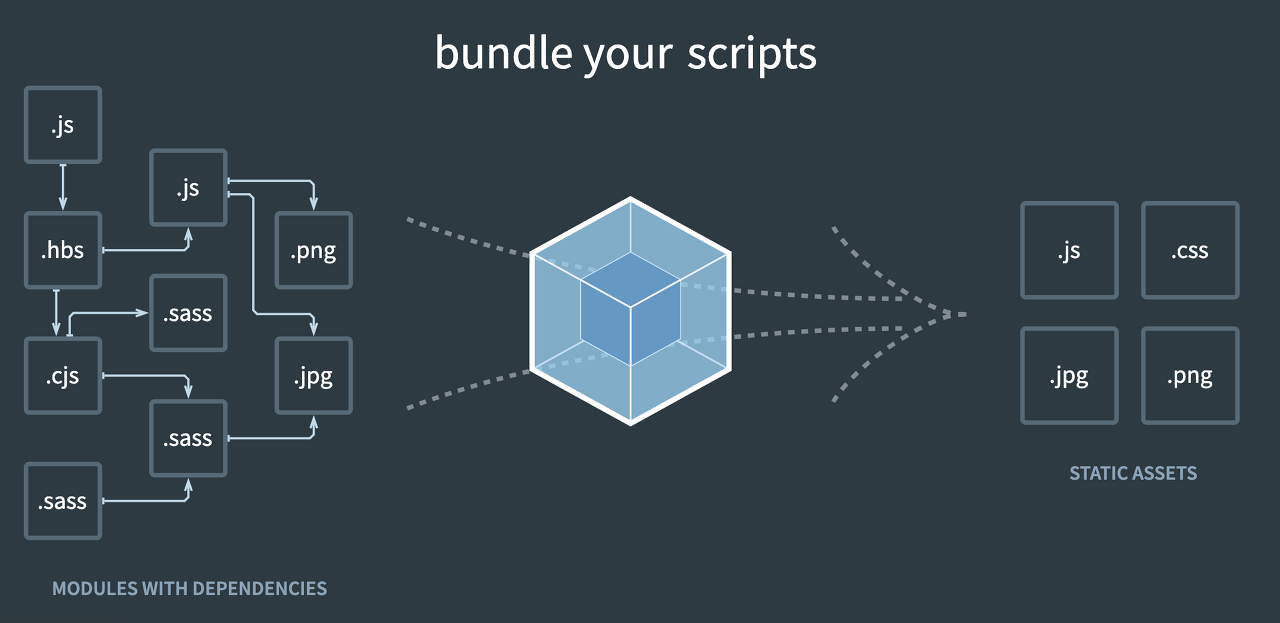 bundle your scripts
.js
.js
.hbs
.png
.sass
.cjs
.jpg
.sass
.sass
MODULES WITH DEPENDENCIES
.js
.css
.jpg
.png
STATIC ASSETS